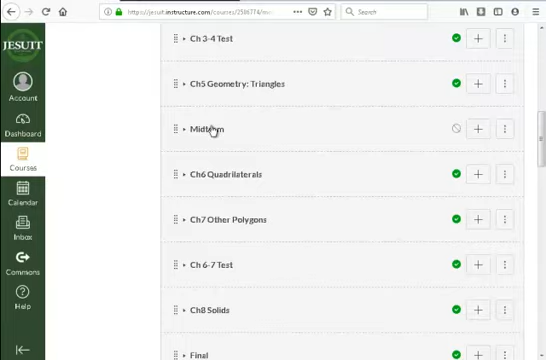 https://jesuit.instructure.com/courses/2586774/mo
Search
JESUIT
Account
Dashboard
Courses
Calendar
Inbox
Commons
Help
Ch 3-4 Test
Ch5 Geometry: Triangles
Midterm
Ch6 Quadrilaterals
Ch7 Other Polygons
Ch 6-7 Test
Ch8 Solids
Final